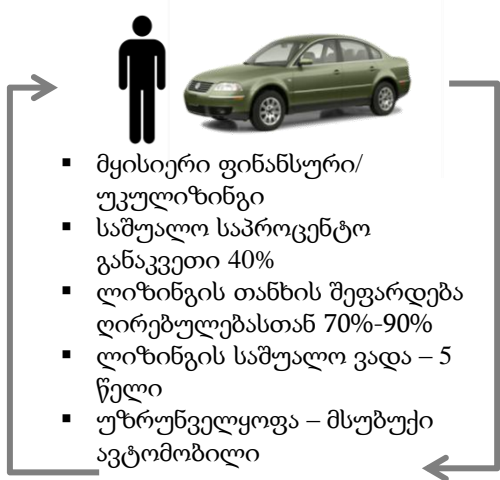 ▪ მყისიერი ფინანსური/
უკულიზინგი
▪ საშუალო საპროცენტო
განაკვეთი 40%
▪ ლიზინგის თანხის შეფარდება
ღირებულებასთან 70%-90%
▪ ლიზინგის საშუალო ვადა – 5
წელი
▪ უზრუნველყოფა – მსუბუქი
ავტომობილი